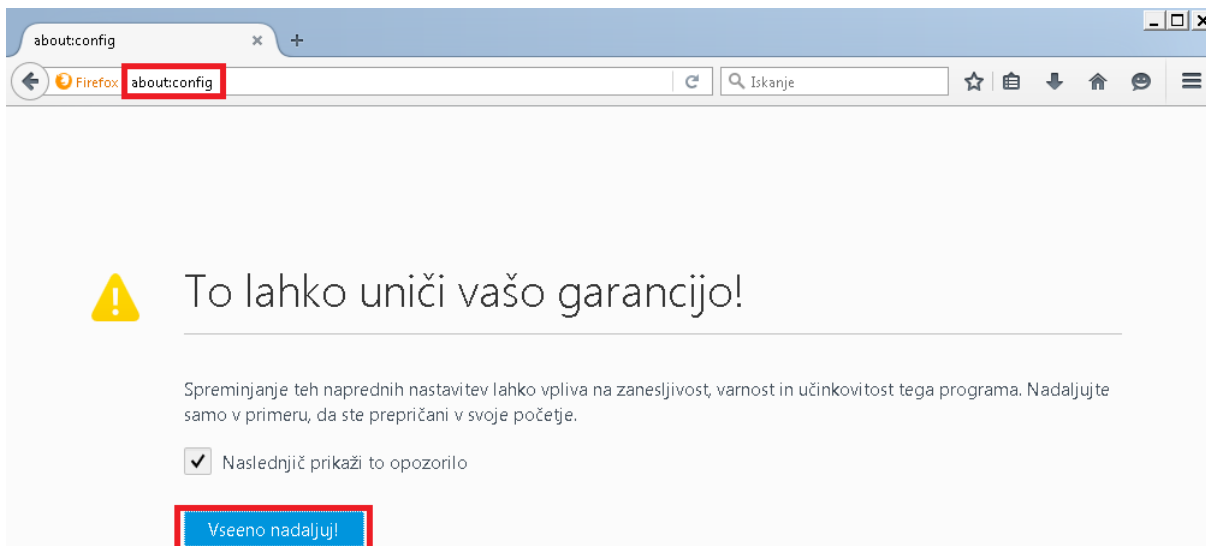 about:config
Firefox about:config
Iskanje
To lahko uniči vašo garancijo!
Spreminjanje teh naprednih nastavitev lahko vpliva na zanesljivost, varnost in učinkovitost tega programa. Nadaljujte
samo v primeru, da ste prepričani v svoje početje.
Naslednjič prikaži to opozorilo
Vseeno nadaljuj!